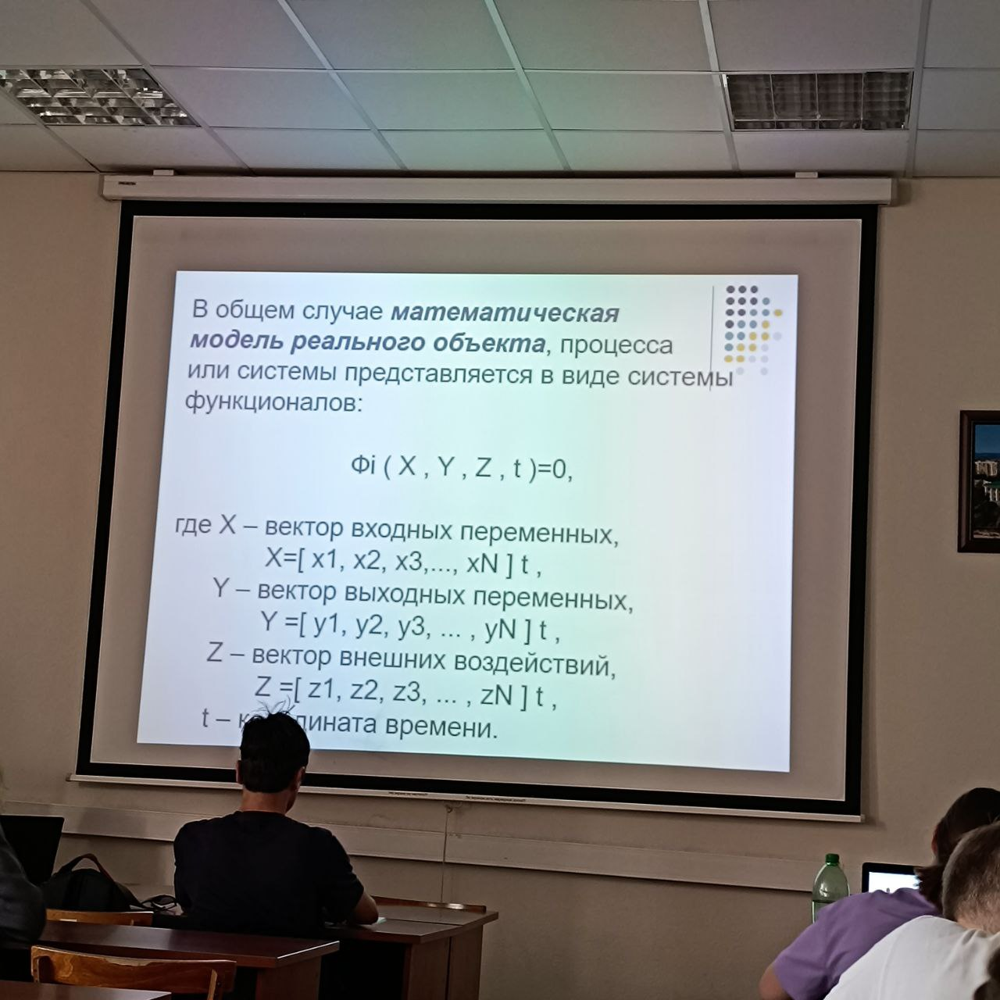 В общем случае математическая
модель реального объекта, процесса
или системы представляется в виде системы
функционалов:
Фi ( X , Y , Z , t )=0,
где X – вектор входных переменных,
X=[ x1, x2, x3,..., xN ] t ,
Y – вектор выходных переменных,
Y =[ y1, y2, y3, ... , yN ] t ,
Z – вектор внешних воздействий,
Z =[ z1, z2, z3, ... , zN ] t ,
t – координата времени.